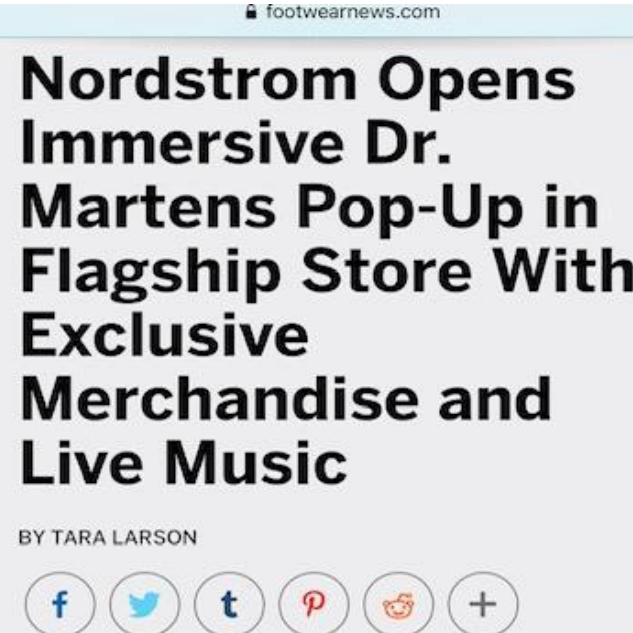 footwearnews.com
Nordstrom Opens
Immersive Dr.
Martens Pop-Up in
Flagship Store With
Exclusive
Merchandise and
Live Music
BY TARA LARSON